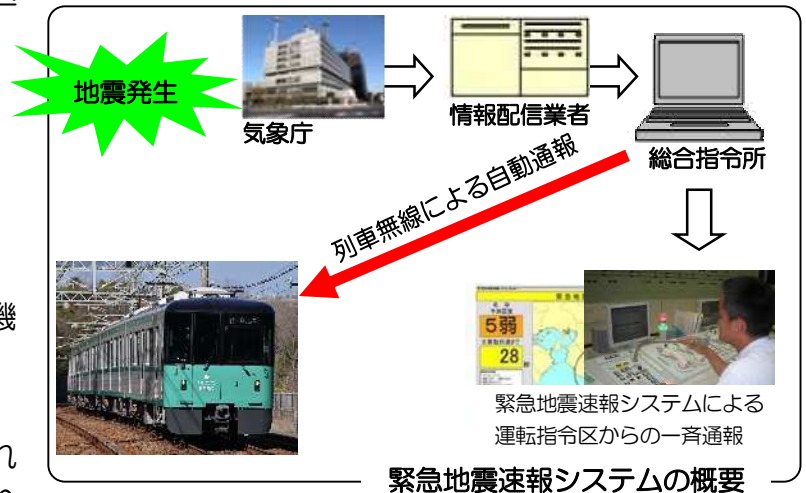 地震発生
気象庁
情報配信業者
総合指令所
列車無線による自動通報
機
れ
5弱
28
緊急地震速報システムによる
運転指令区からの一斉通報
緊急地震速報システムの概要